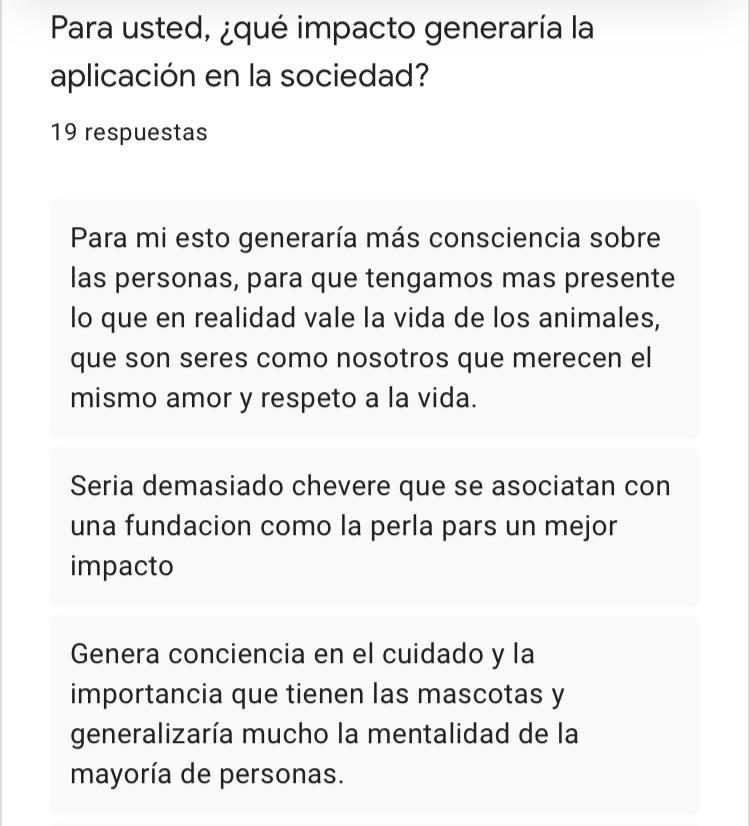 Para usted, ¿qué impacto generaría la
aplicación en la sociedad?
19 respuestas
Para mi esto generaría más consciencia sobre
las personas, para que tengamos mas presente
lo que en realidad vale la vida de los animales,
que son seres como nosotros que merecen el
mismo amor y respeto a la vida.
Seria demasiado chevere que se asociatan con
una fundacion como la perla pars un mejor
impacto
Genera conciencia en el cuidado y la
importancia que tienen las mascotas y
generalizaría mucho la mentalidad de la
mayoría de personas.